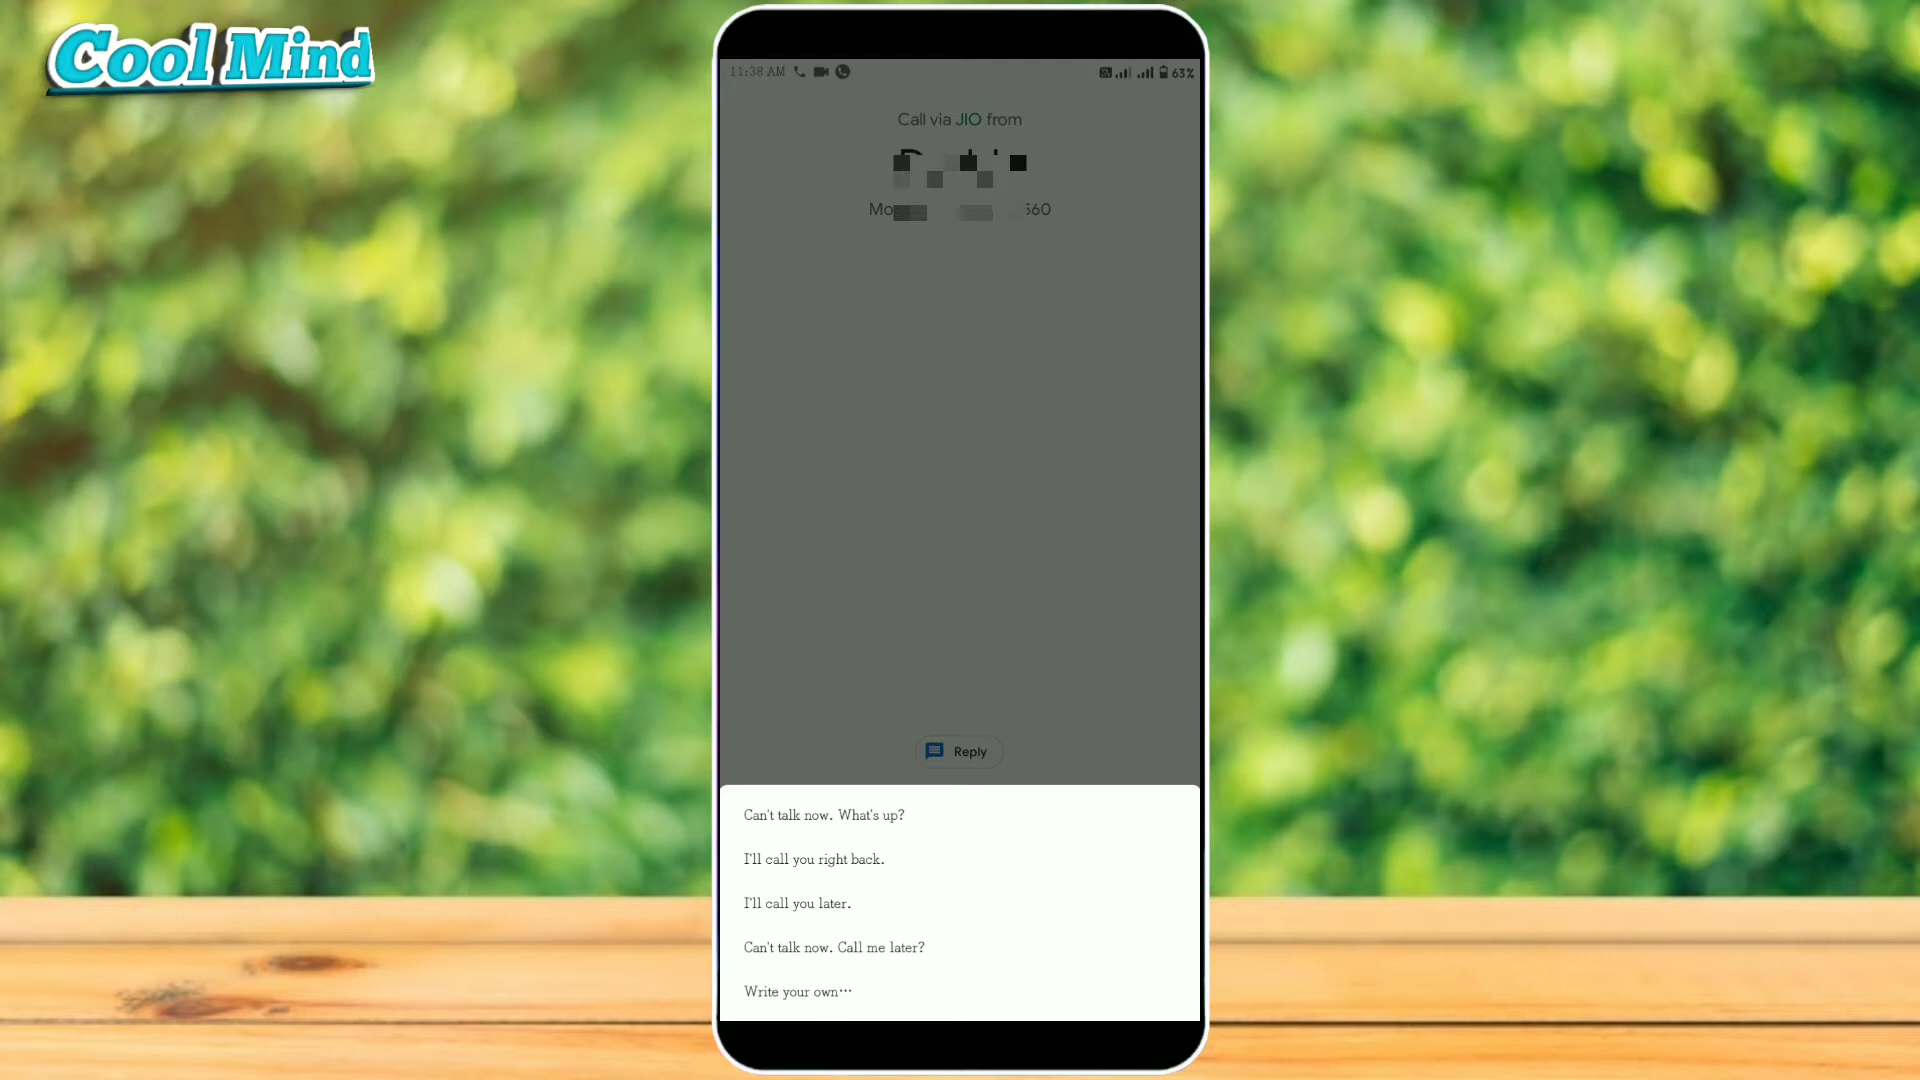 Cool Mind
11:38 AM
63%
Call via JIO from
560
Reply
Can't talk now. What's up?
I'll call you right back.
I'll call you later.
Can't talk now. Call me later?
Write your own…